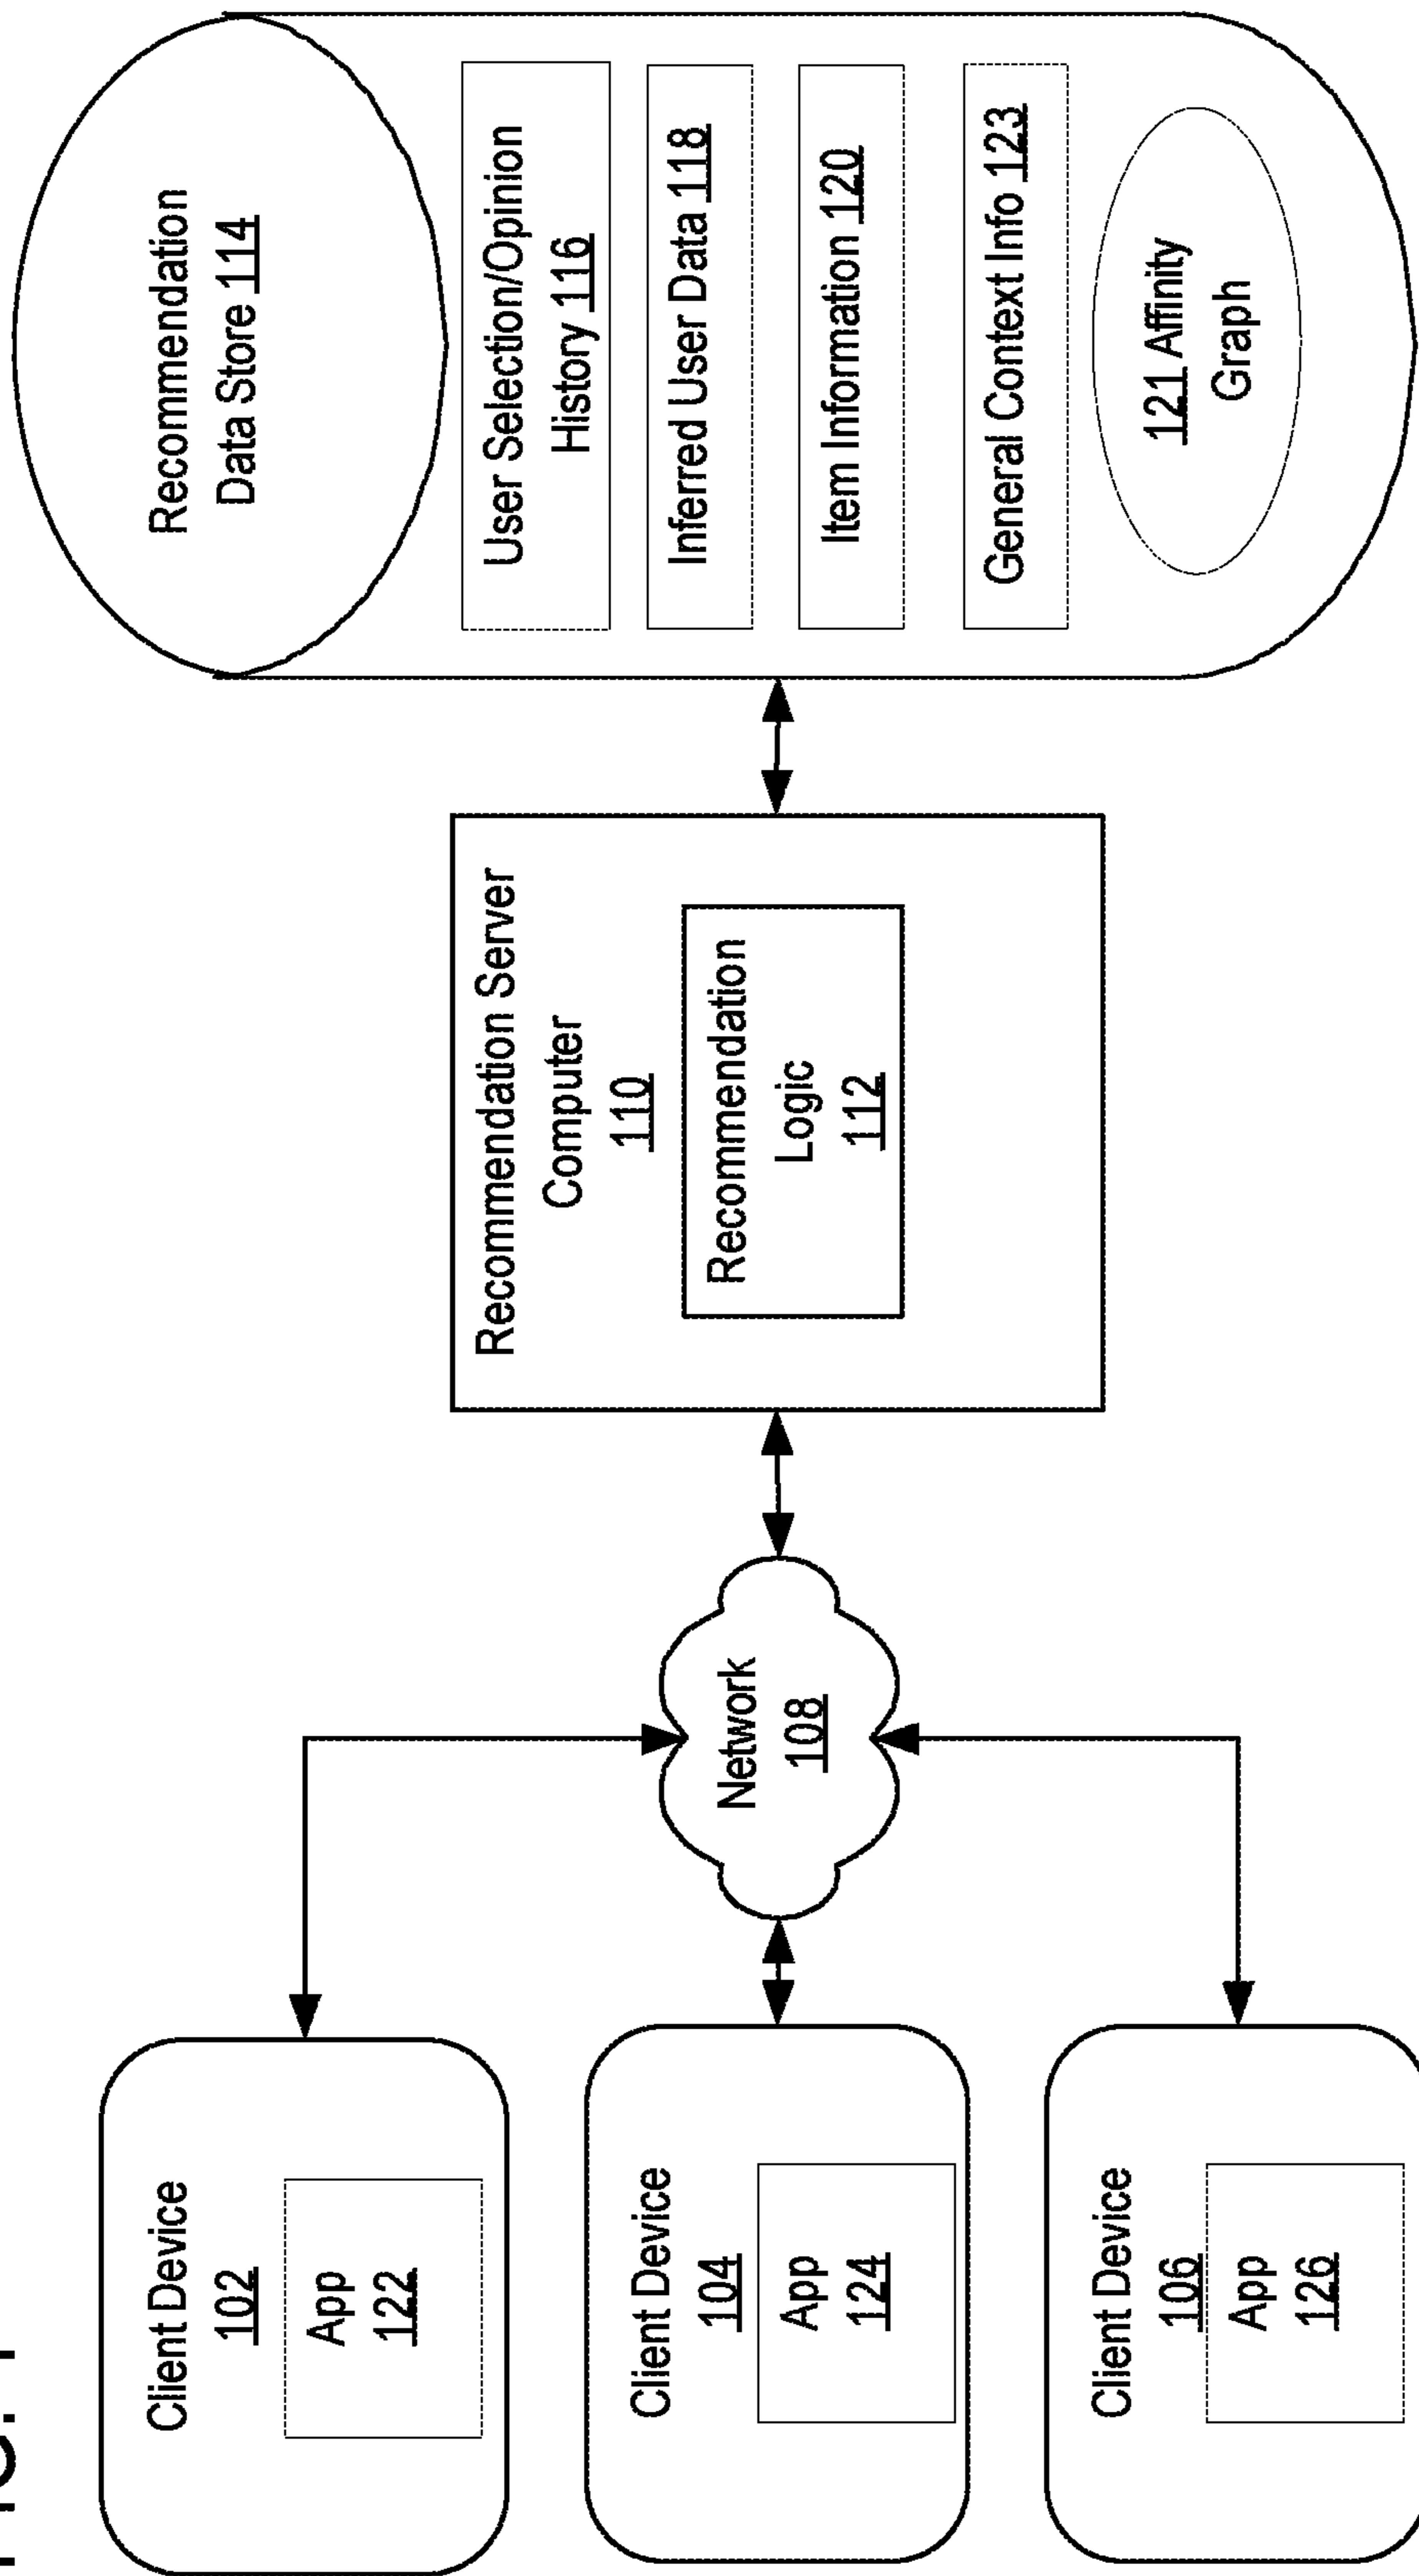 Client Device
102
App
122
Client Device
104
App
124
Client Device
106
App
126
Network
108
Recommendation Server
Computer
110
Recommendation
Logic
112
Recommendation
Data Store 114
User Selection/Opinion
History 116
Inferred User Data 118
Item Information 120
General Context Info 123
121 Affinity
Graph